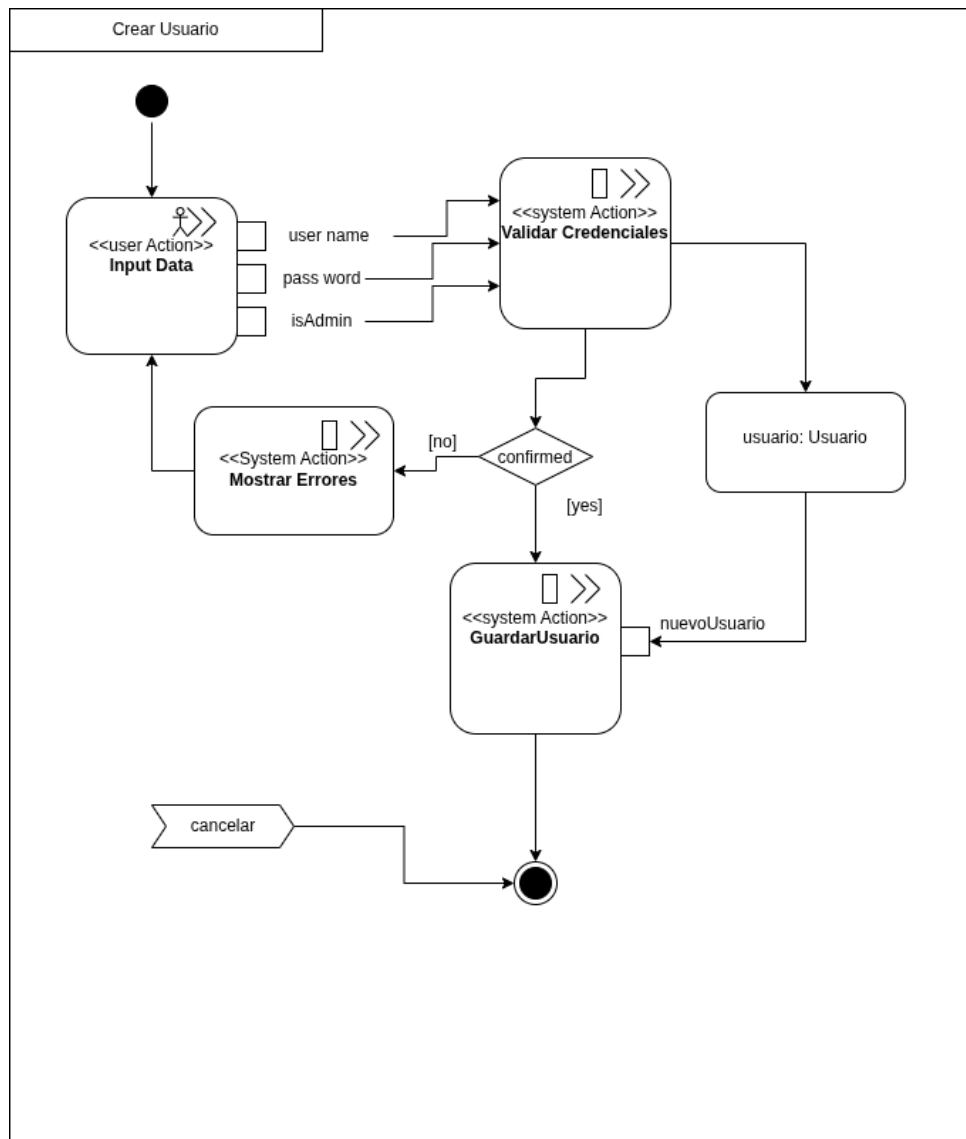 Crear Usuario
<<user Action>>
Input Data
user name
pass word
isAdmin
<<system Action>>
Validar Credenciales
usuario: Usuario
<<System Action>>
Mostrar Errores
[no]
confirmed
[yes]
<<system Action>>
GuardarUsuario
nuevoUsuario
cancelar